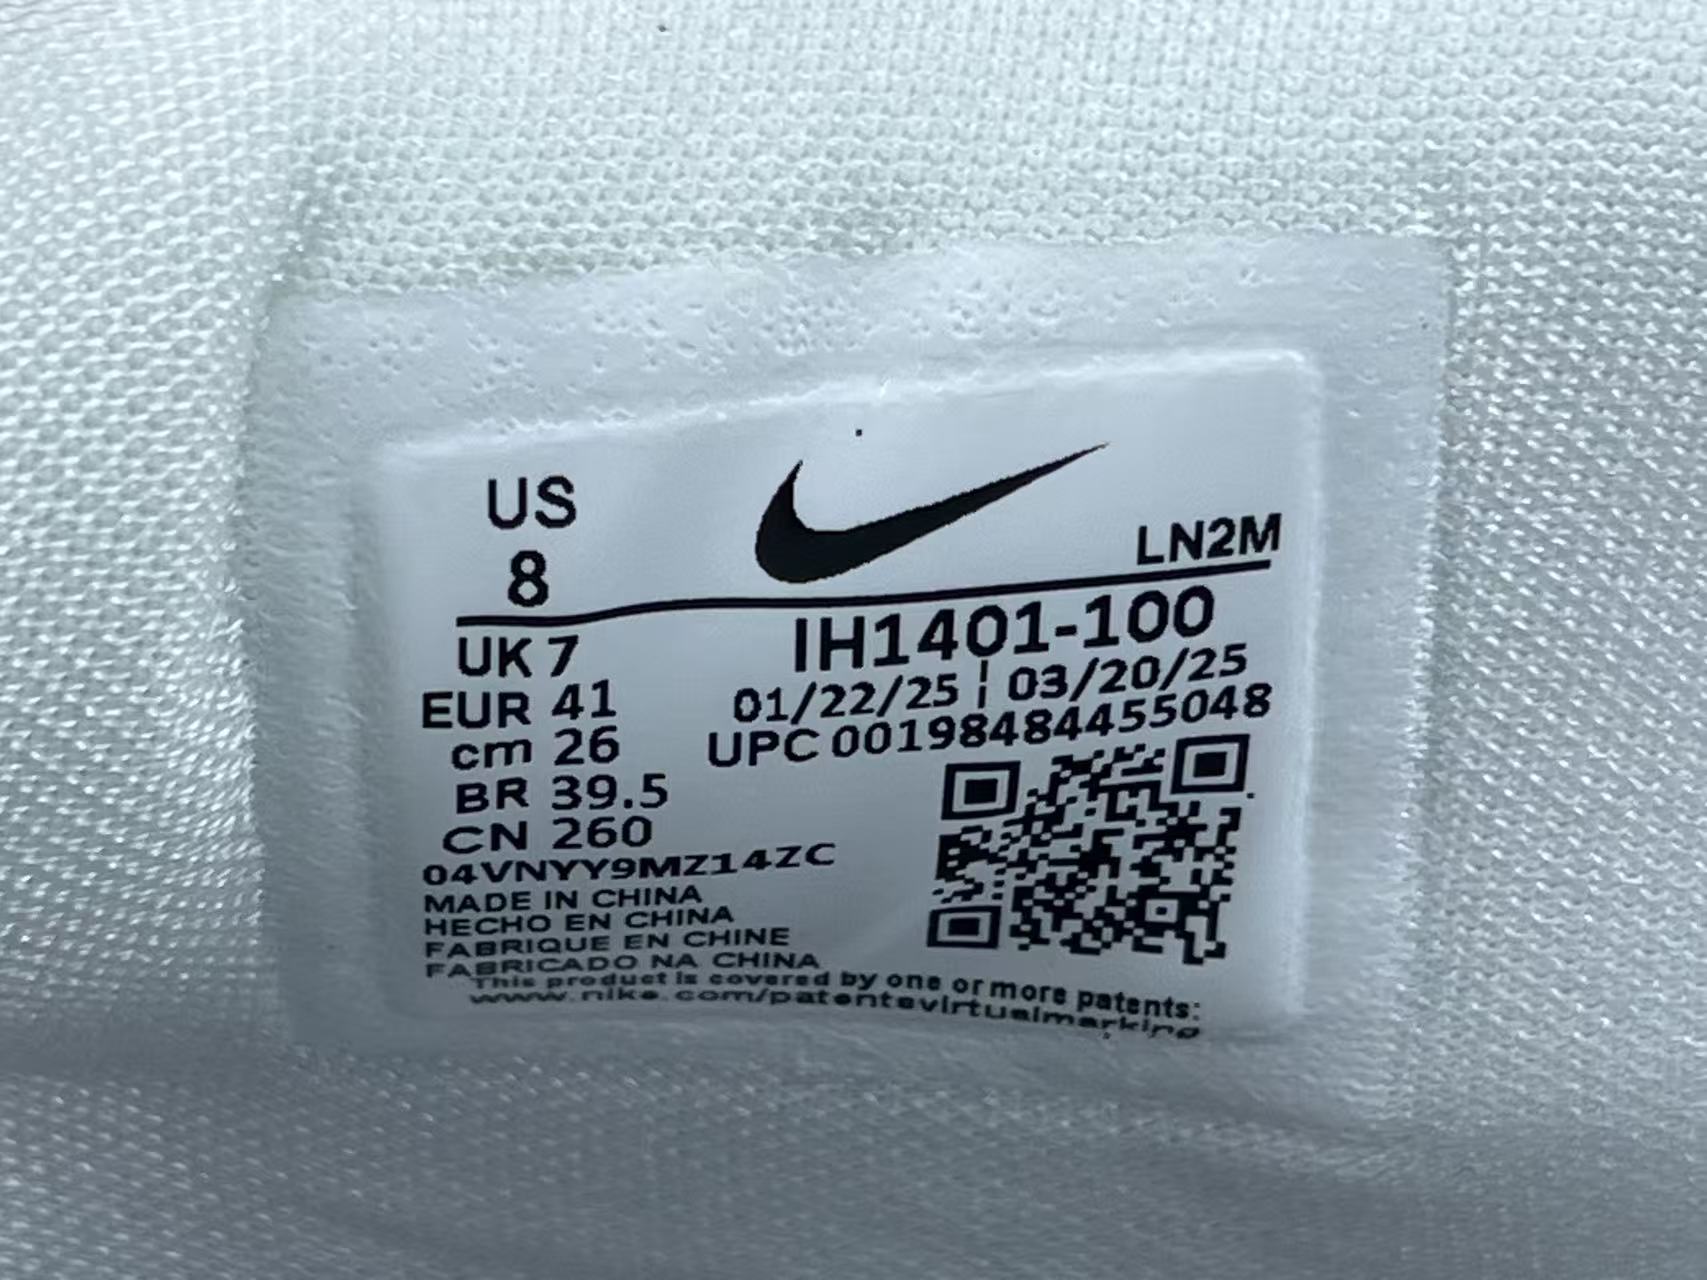 US
8
LN2M
UK 7
EUR 41
cm 26
BR 39.5
CN 260
IH1401-100
01/22/25 ¦ 03/20/25
UPC 00198484455048
04VNYY9MZ14ZC
MADE IN CHINA
HECHO EN CHINA
FABRIQUE EN CHINE
FABRICADO NA CHINA
This product is covered by one or more patents:
www.nike.com/patentsvirtualmarking